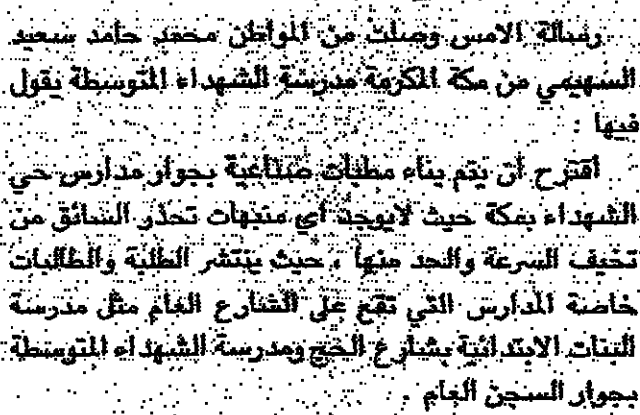 رسالة الامس وصلت من المواطن محمد حامد سعيد
السهيمي من مكة المكرمة مدرسة الشهداء المتوسطة يقول
فيها :
أقترح أن يتم بناء مطبات صناعية بجوار مدارس حي
الشهداء بمكة حيث لايوجد أي منبهات تحذر السائق من
تخفيف السرعة والحد منها ، حيث ينتشر الطلبة والطالبات
خاصة المدارس التي تقع على الشارع العام مثل مدرسة
البنات الابتدائية بشارع الحج ومدرسة الشهداء المتوسطة
بجوار السجن العام .